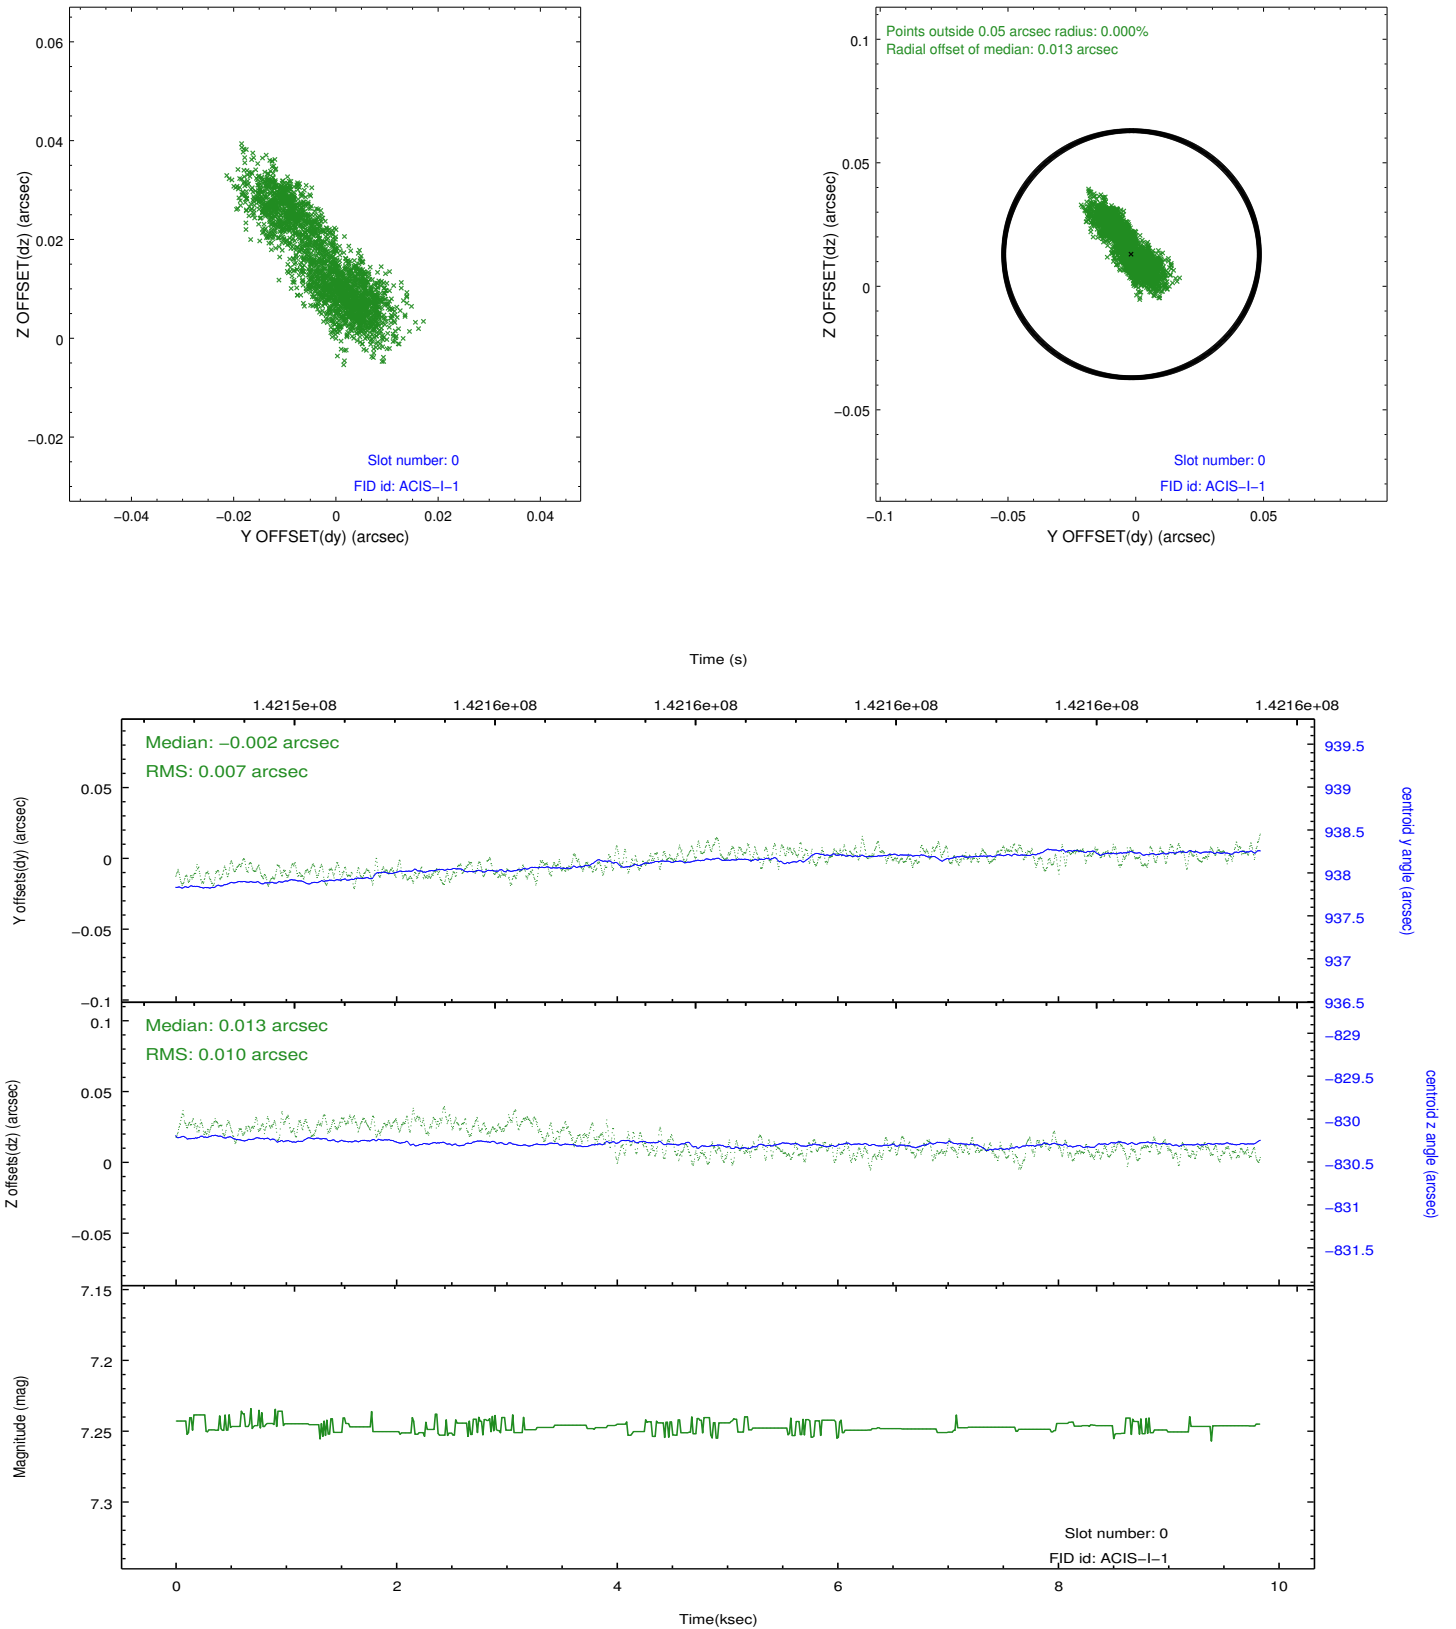 0.06
0.04
0.02
0
−0.02
Z OFFSET(dz) (arcsec)
Slot number: 0
FID id: ACIS−I−1
−0.04
−0.02
0
0.02
0.04
Y OFFSET(dy) (arcsec)
Points outside 0.05 arcsec radius: 0.000%
Radial offset of median: 0.013 arcsec
0.1
0.05
0
−0.05
Z OFFSET(dz) (arcsec)
Slot number: 0
FID id: ACIS−I−1
−0.1
−0.05
0
0.05
Y OFFSET(dy) (arcsec)
Time (s)
1.4215e+08
1.4216e+08
1.4216e+08
1.4216e+08
1.4216e+08
1.4216e+08
Median: −0.002 arcsec
RMS: 0.007 arcsec
0.05
0
−0.05
−0.1
Y offsets(dy) (arcsec)
939.5
939
938.5
938
937.5
937
936.5
centroid y angle (arcsec)
Median: 0.013 arcsec
RMS: 0.010 arcsec
0.1
0.05
0
−0.05
Z offsets(dz) (arcsec)
−829
−829.5
−830
−830.5
−831
−831.5
centroid z angle (arcsec)
7.15
7.2
7.25
7.3
Magnitude (mag)
Slot number: 0
FID id: ACIS−I−1
0
2
4
6
8
10
Time(ksec)